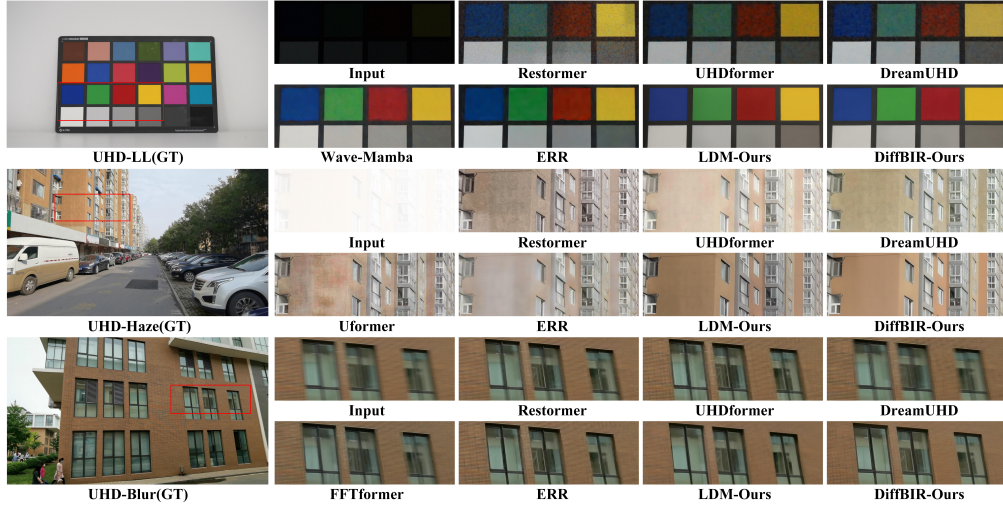 Input Restormer UHDformer DreamUHD
UHD-LL(GT) Wave-Mamba ERR LDM-Ours DiffBIR-Ours
Input Restormer UHDformer DreamUHD
UHD-Haze(GT) Uformer ERR LDM-Ours DiffBIR-Ours
Input Restormer UHDformer DreamUHD
UHD-Blur(GT) FFTformer ERR LDM-Ours DiffBIR-Ours